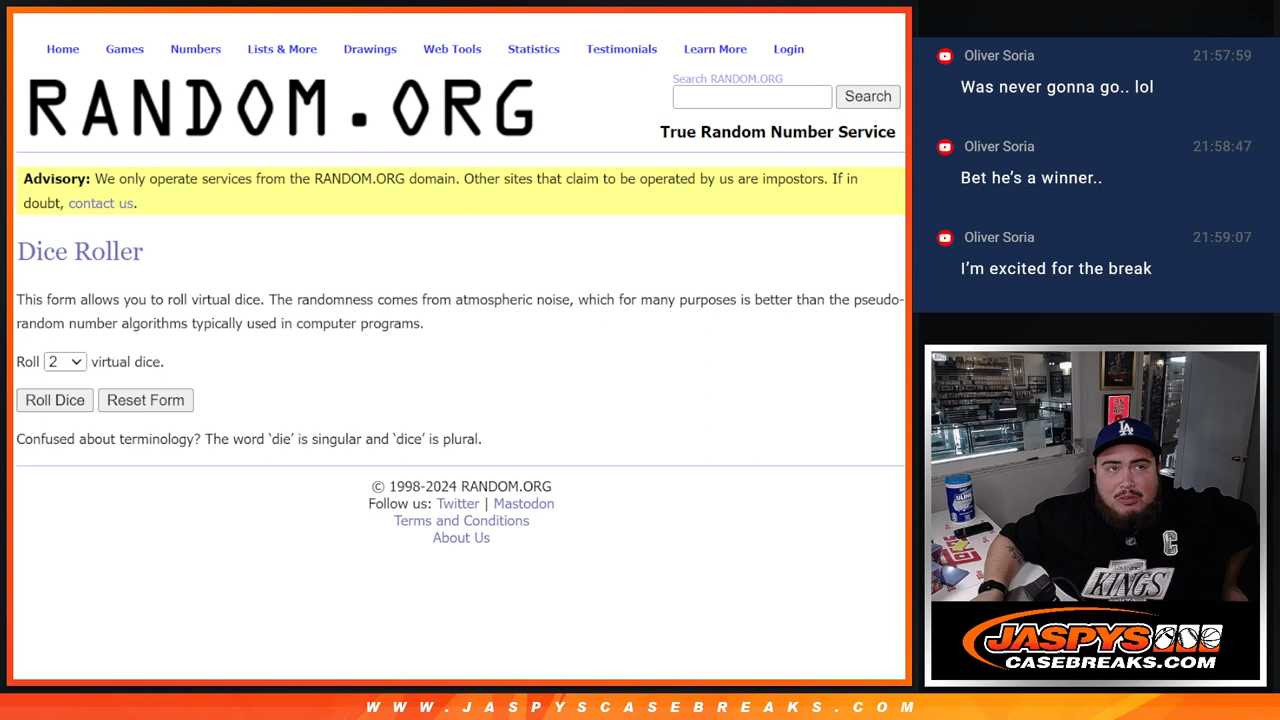 Home Games Numbers Lists & More Drawings Web Tools Statistics Testimonials Learn More Login
RANDOM.ORG
Search RANDOM.ORG
Search
True Random Number Service
Advisory: We only operate services from the RANDOM.ORG domain. Other sites that claim to be operated by us are impostors. If in
doubt, contact us.
Dice Roller
This form allows you to roll virtual dice. The randomness comes from atmospheric noise, which for many purposes is better than the pseudo-
random number algorithms typically used in computer programs.
Roll 2 virtual dice.
Roll Dice Reset Form
Confused about terminology? The word ‘die’ is singular and ‘dice’ is plural.
© 1998-2024 RANDOM.ORG
Follow us: Twitter | Mastodon
Terms and Conditions
About Us
Oliver Soria 21:57:59
Was never gonna go.. lol
Oliver Soria 21:58:47
Bet he’s a winner..
Oliver Soria 21:59:07
I’m excited for the break
LA
C
KINGS
JASPYS
CASEBREAKS.COM
WWW.JASPYSCASEBREAKS.COM